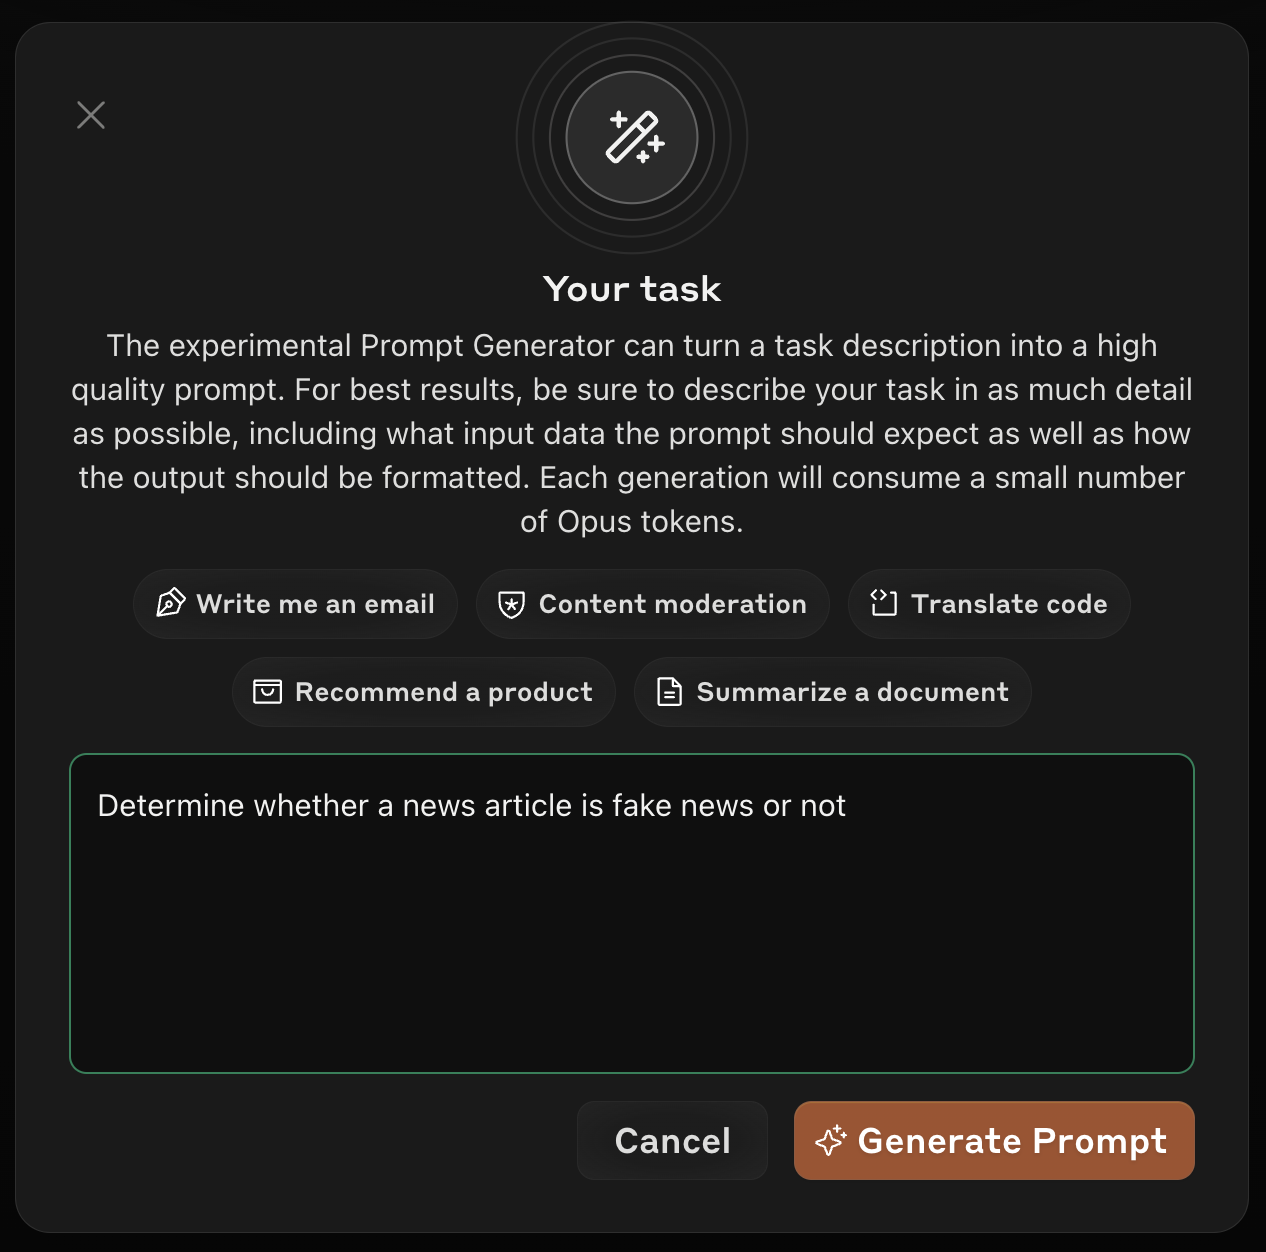 Your task
The experimental Prompt Generator can turn a task description into a high
quality prompt. For best results, be sure to describe your task in as much detail
as possible, including what input data the prompt should expect as well as how
the output should be formatted. Each generation will consume a small number
of Opus tokens.
Write me an email
Content moderation
Translate code
Recommend a product
Summarize a document
Determine whether a news article is fake news or not
Cancel
Generate Prompt